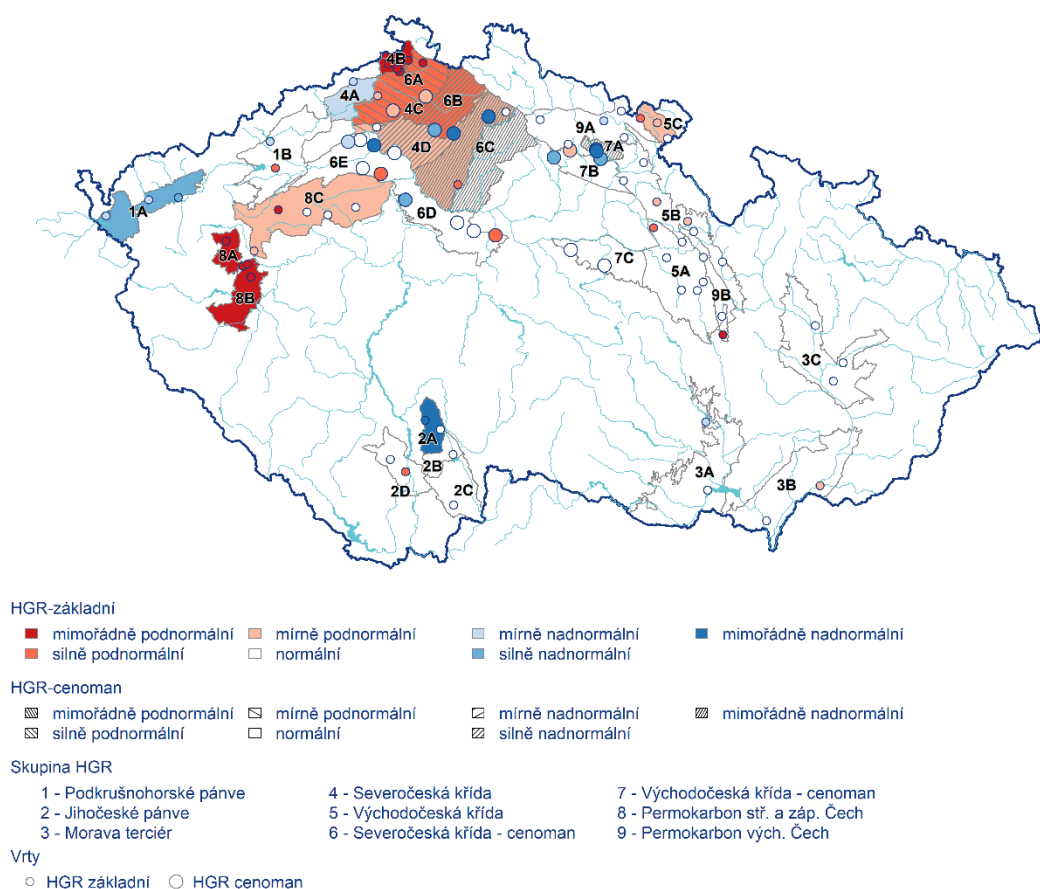 4B
6A
4A
4C
6B
5C
9A
4D
6C
7A
1B
6E
7B
8C
1A
6D
5B
8A
7C
5A
8B
9B
3C
2A
2B
3A
2D
2C
3B
HGR-základní
mimořádně podnormální mírně podnormální mírně nadnormální mimořádně nadnormální
silně podnormální normální silně nadnormální
HGR-cenoman
mimořádně podnormální mírně podnormální mírně nadnormální mimořádně nadnormální
silně podnormální normální silně nadnormální
Skupina HGR
1 - Podkrušnohorské pánve 4 - Severočeská křída 7 - Východočeská křída - cenoman
2 - Jihočeské pánve 5 - Východočeská křída 8 - Permokarbon stř. a záp. Čech
3 - Morava terciér 6 - Severočeská křída - cenoman 9 - Permokarbon vých. Čech
Vrty
HGR základní HGR cenoman